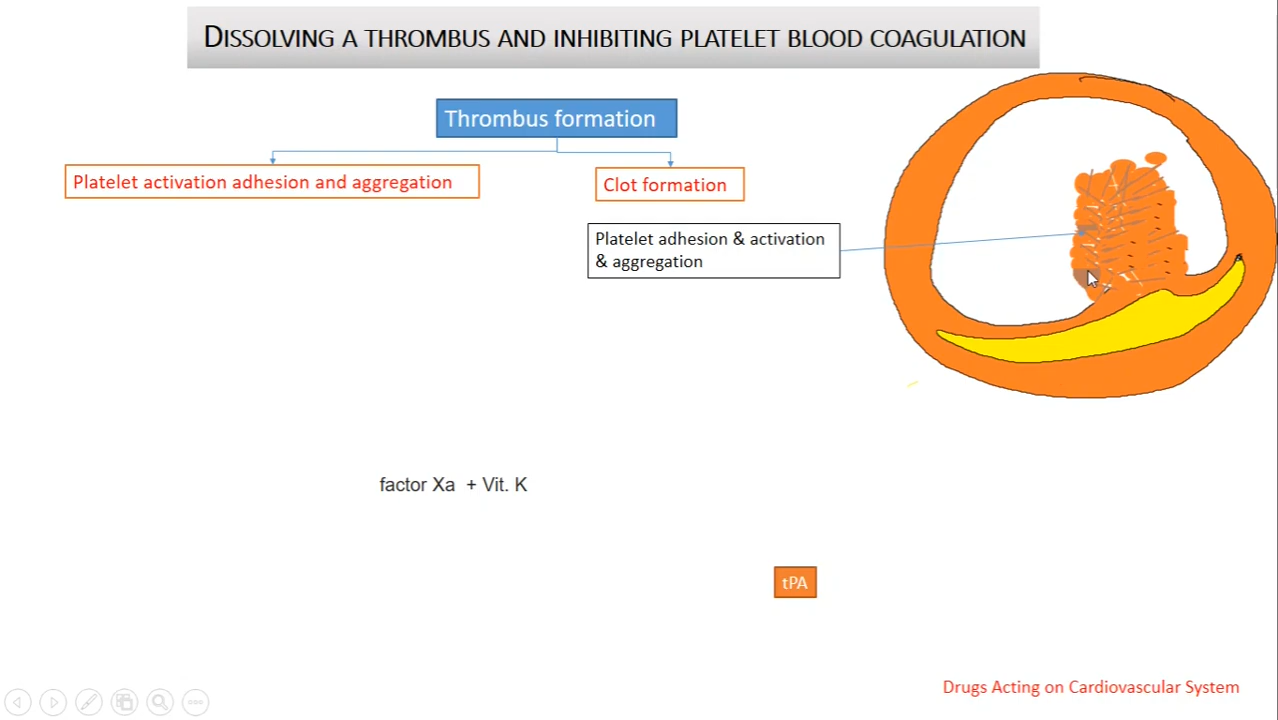 DISSOLVING A THROMBUS AND INHIBITING PLATELET BLOOD COAGULATION
Thrombus formation
Platelet activation adhesion and aggregation
Clot formation
Platelet adhesion & activation
& aggregation
factor Xa + Vit. K
tPA
Drugs Acting on Cardiovascular System